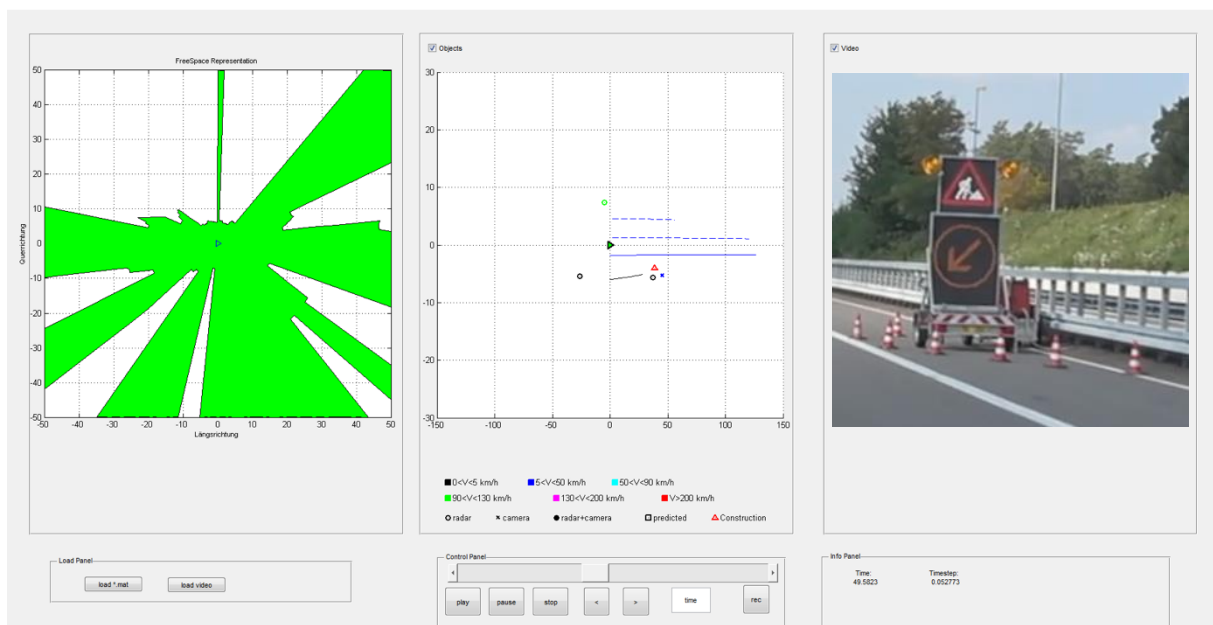 FreeSpace Representation
50
40
30
20
10
0
-10
-20
-30
-40
-50
-50 -40 -30 -20 -10 0 10 20 30 40 50
Querrichtung
Längsrichtung
Objects
30
20
10
0
-10
-20
-30
-150 -100 -50 0 50 100 150
0<V<5 km/h 5<V<50 km/h 50<V<90 km/h
90<V<130 km/h 130<V<200 km/h V>200 km/h
radar camera radar+camera predicted Construction
Video
Load Panel
load *.mat load video
Control Panel
play pause stop < > time rec
Info Panel
Time: Timestep:
49.5823 0.052773